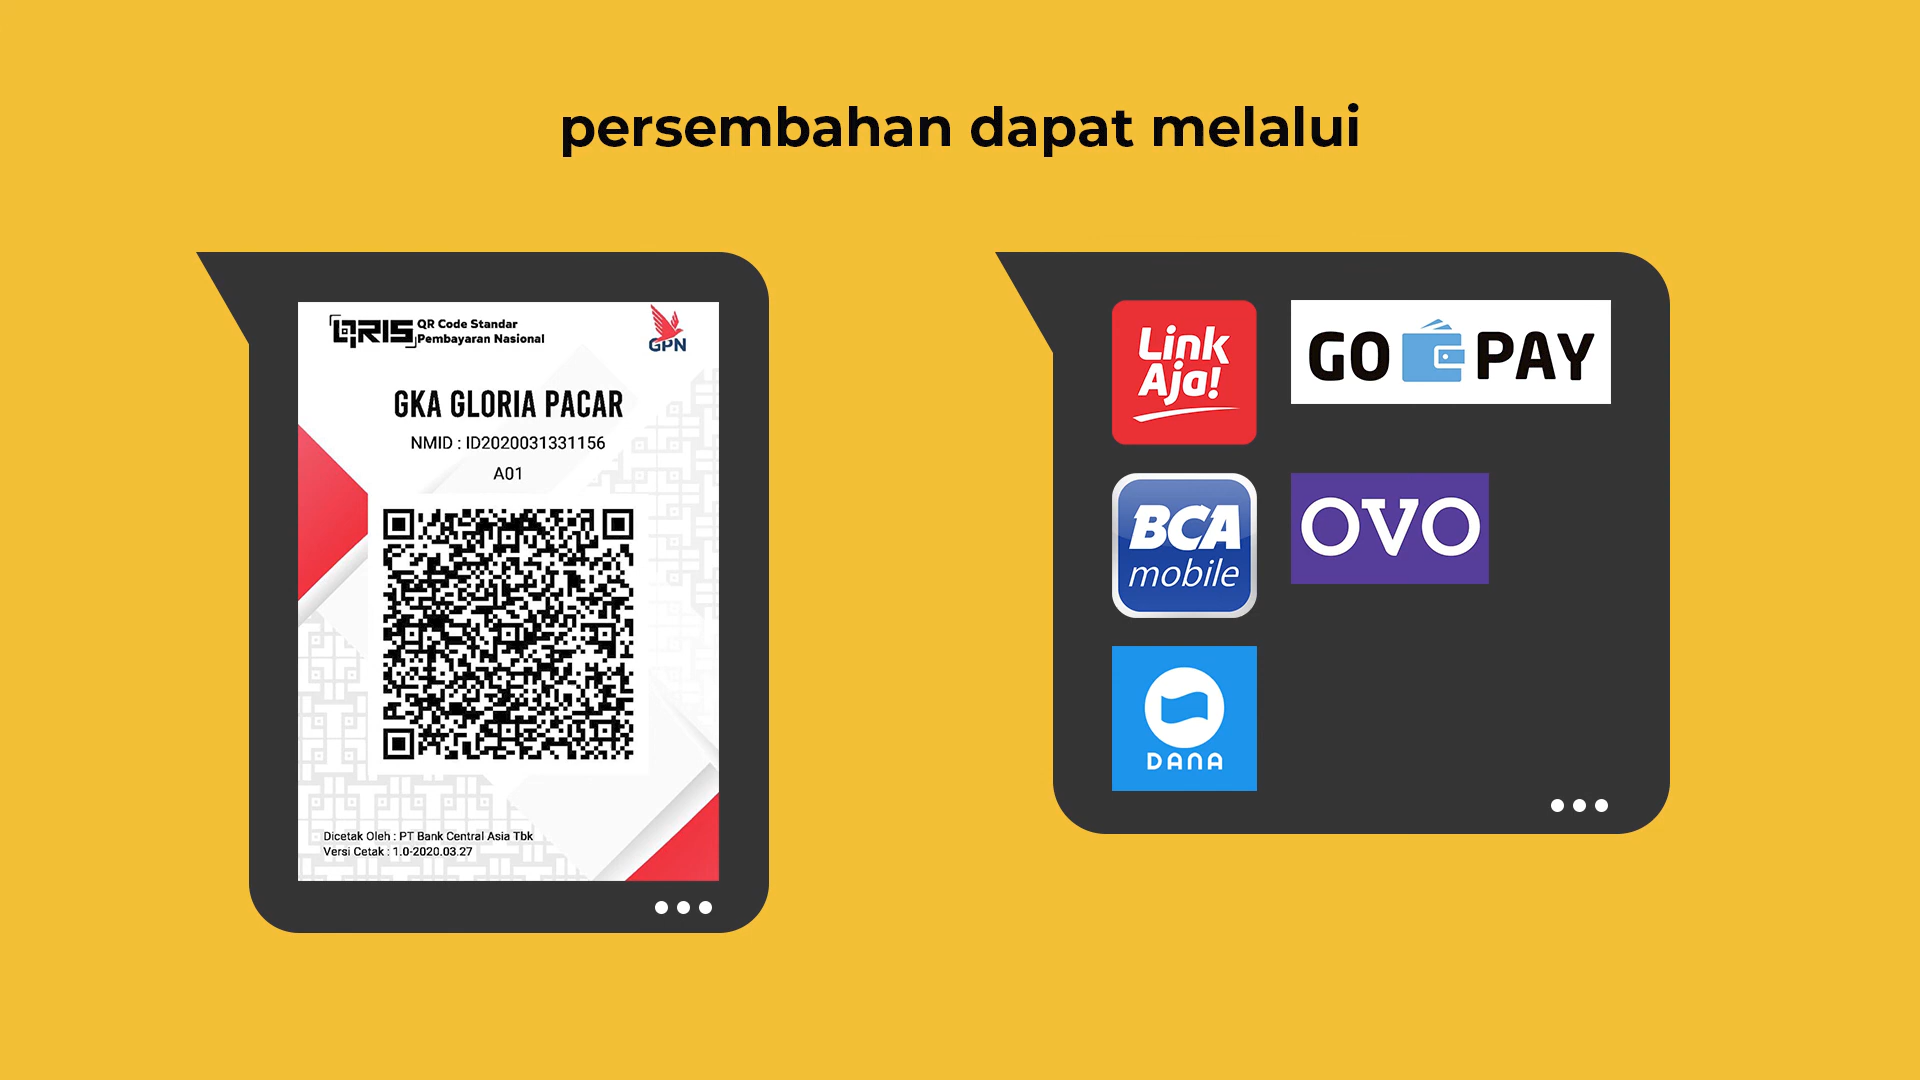 persembahan dapat melalui
QRIS
QR Code Standar
Pembayaran Nasional
GPN
GKA GLORIA PACAR
NMID : ID2020031331156
A01
Dicetak Oleh : PT Bank Central Asia Tbk
Versi Cetak : 1.0-2020.03.27
Link
Aja!
GO PAY
BCA
mobile
OVO
DANA